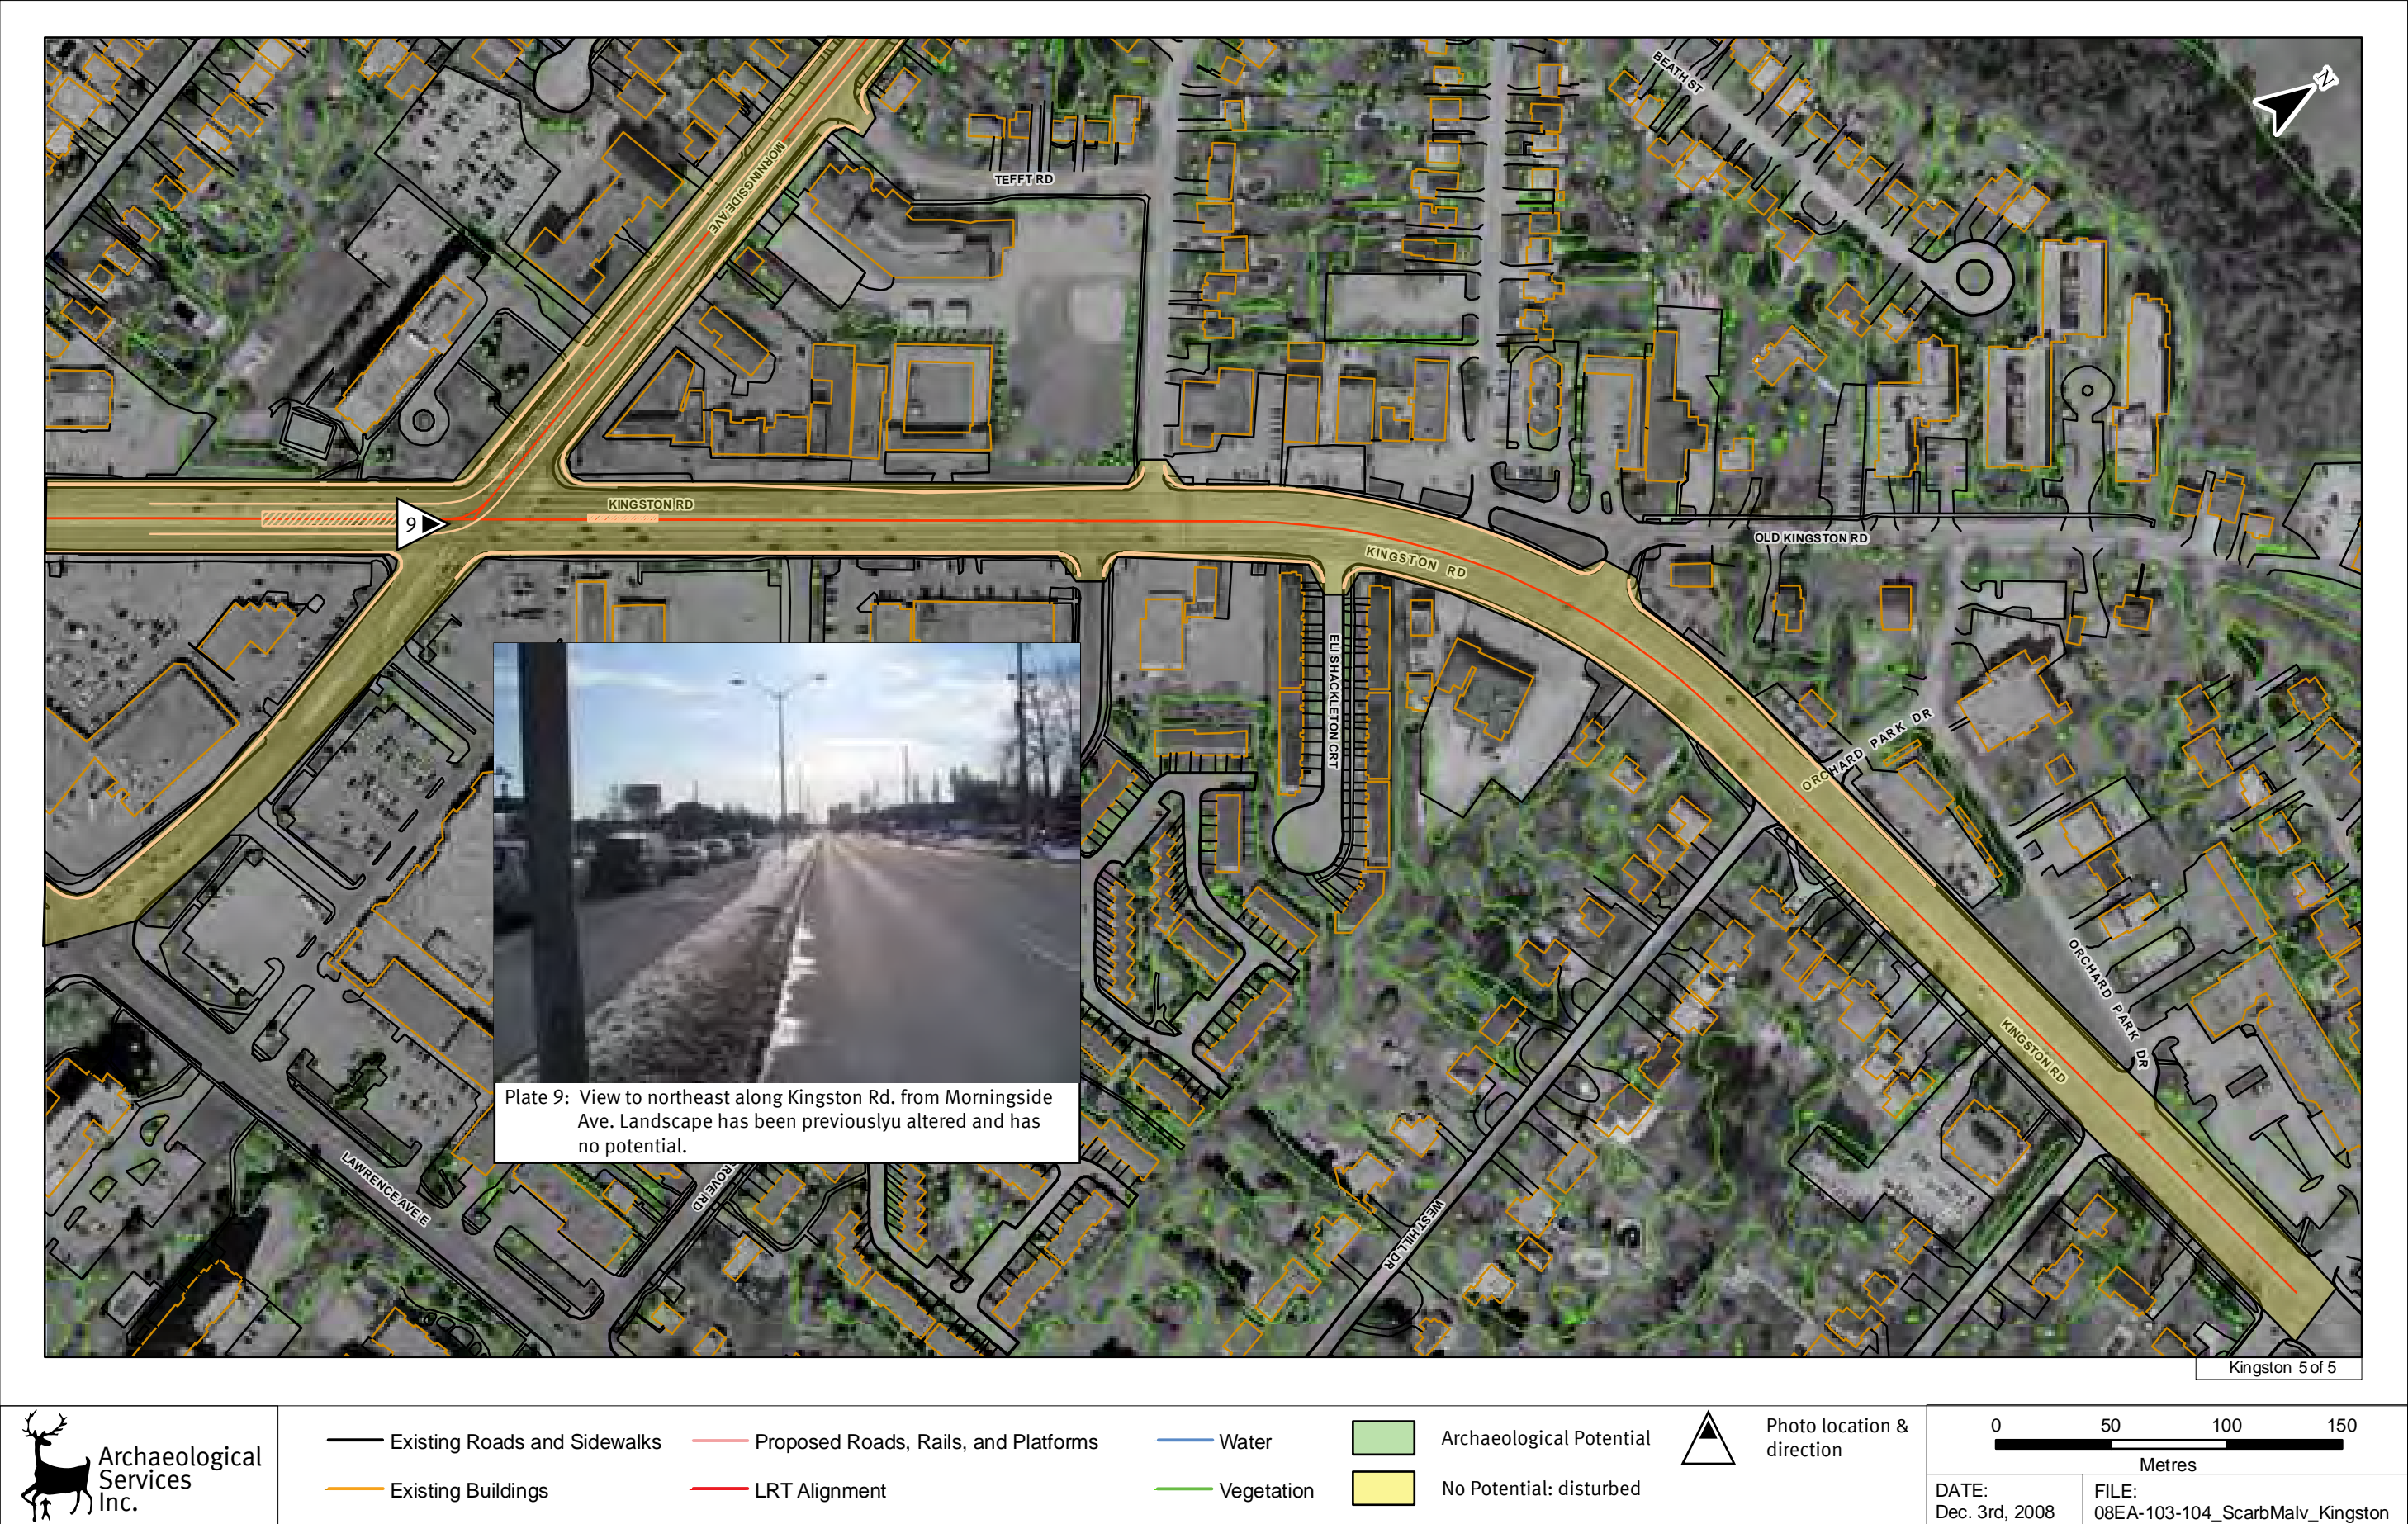 BEATH ST
N
MORNINGSIDE AVE
TEFFT RD
KINGSTON RD
9
OLD KINGSTON RD
KINGSTON RD
ELI SHACKLETON CRT
ORCHARD PARK DR
ORCHARD PARK DR
KINGSTON RD
Plate 9: View to northeast along Kingston Rd. from Morningside
Ave. Landscape has been previouslyu altered and has
no potential.
LAWRENCE AVE E
ROVE RD
WEST HILL DR
Kingston 5 of 5
Archaeological
Services
Inc.
Existing Roads and Sidewalks
Existing Buildings
Proposed Roads, Rails, and Platforms
LRT Alignment
Water
Vegetation
Archaeological Potential
No Potential: disturbed
Photo location &
direction
0 50 100 150
Metres
DATE:
Dec. 3rd, 2008
FILE:
08EA-103-104_ScarbMalv_Kingston